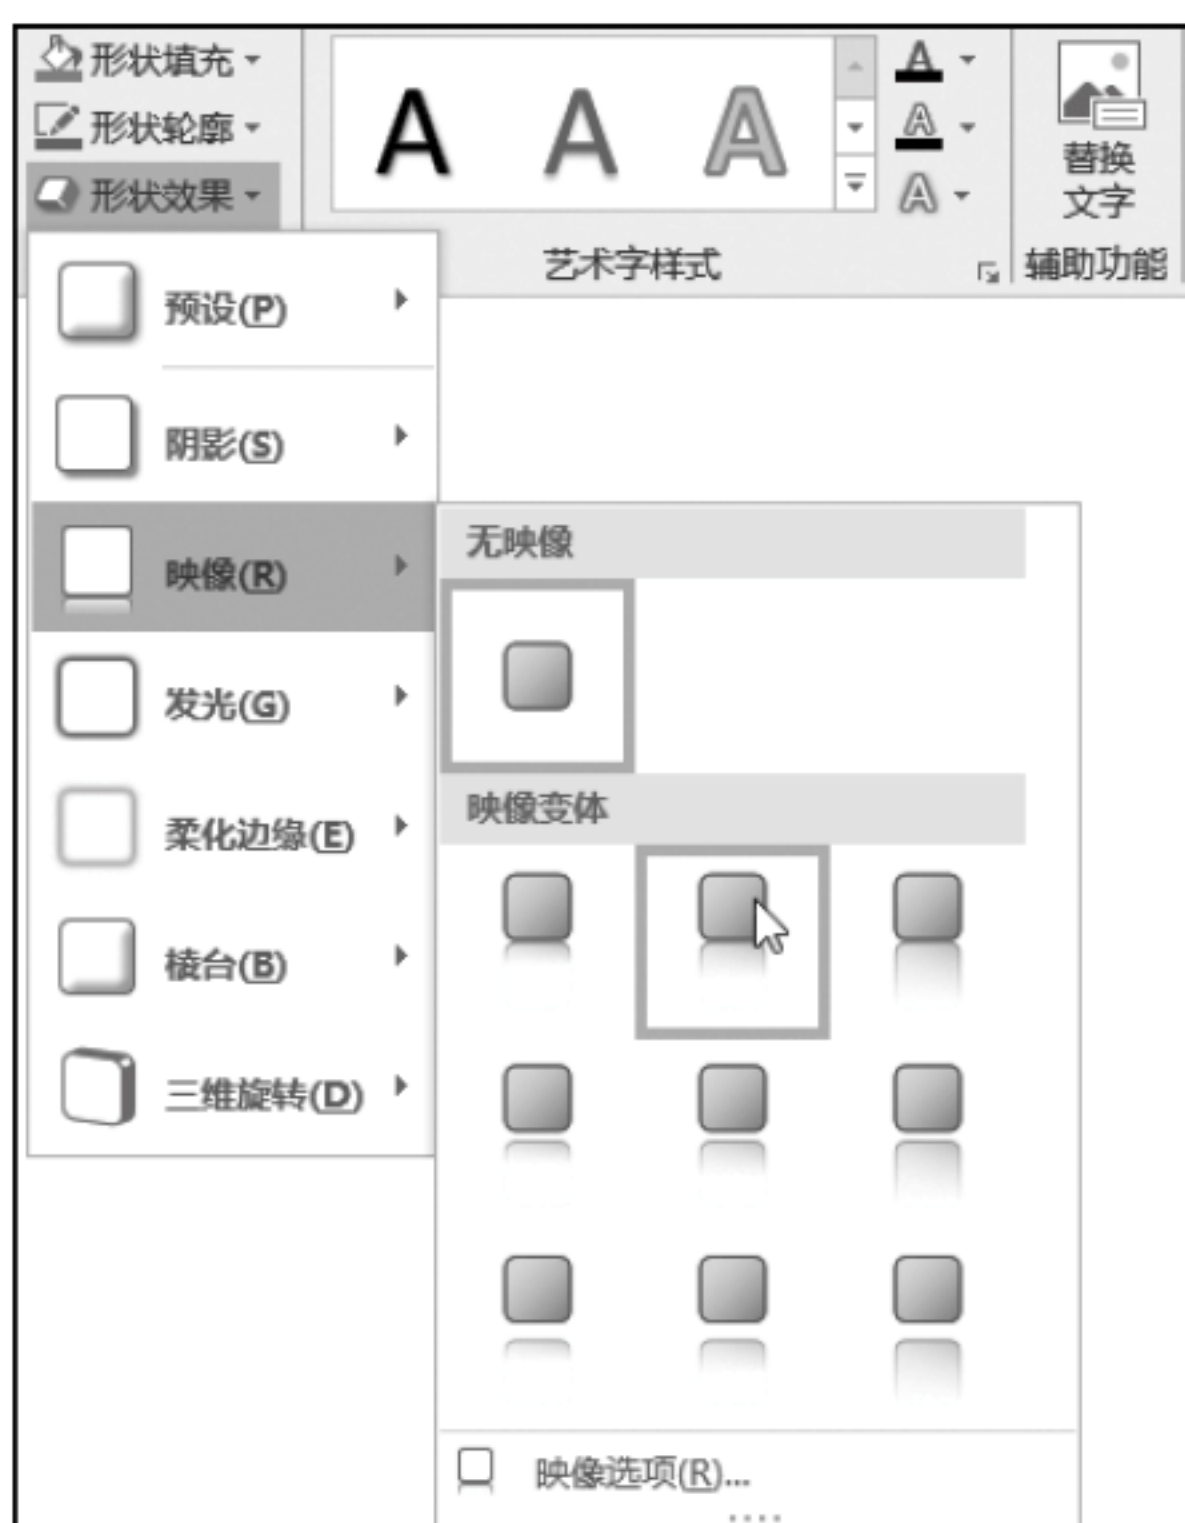 形状填充
形状轮廓
形状效果
A A A
A
A
A
替换
文字
艺术字样式
辅助功能
预设(P)
阴影(S)
映像(R)
发光(G)
柔化边缘(E)
棱台(B)
三维旋转(D)
无映像
映像变体
映像选项(R)...